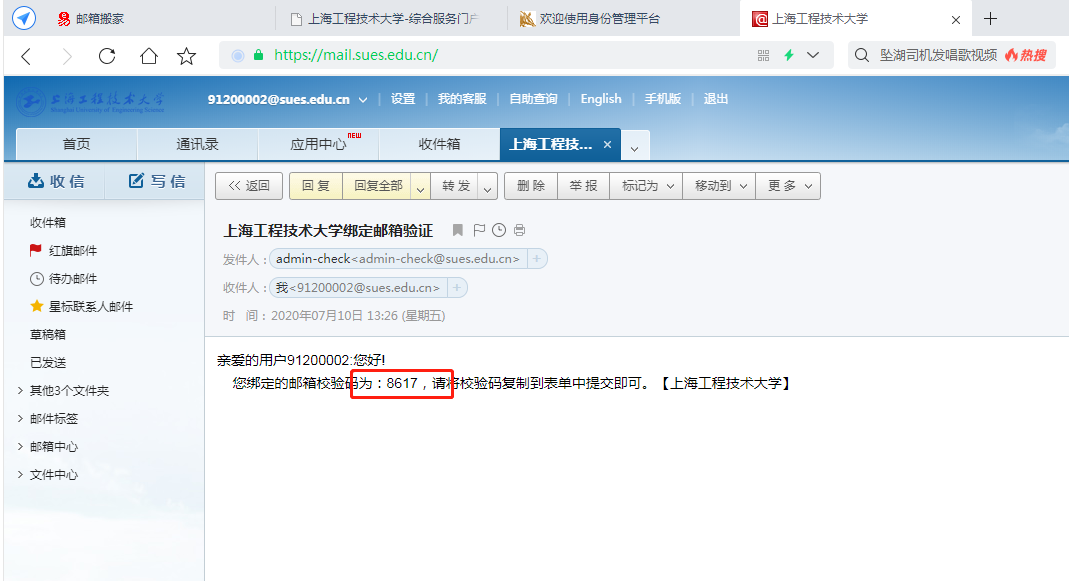 邮箱搬家
上海工程技术大学-综合服务门户
欢迎使用身份管理平台
上海工程技术大学
https://mail.sues.edu.cn/
坠湖司机发唱歌视频 热搜
上海工程技术大学
Shanghai University of Engineering Science
91200002@sues.edu.cn | 设置 | 我的客服 | 自助查询 | English | 手机版 | 退出
首页 通讯录 应用中心 NEW 收件箱 上海工程技... ×
收信 写信
<< 返回 回复 回复全部 转发 删除 举报 标记为 移动到 更多
收件箱
红旗邮件
待办邮件
星标联系人邮件
草稿箱
已发送
其他3个文件夹
邮件标签
邮箱中心
文件中心
上海工程技术大学绑定邮箱验证
发件人：admin-check<admin-check@sues.edu.cn> +
收件人：我<91200002@sues.edu.cn> +
时 间：2020年07月10日 13:26 (星期五)
亲爱的用户91200002:您好!
您绑定的邮箱校验码为：8617，请将校验码复制到表单中提交即可。【上海工程技术大学】